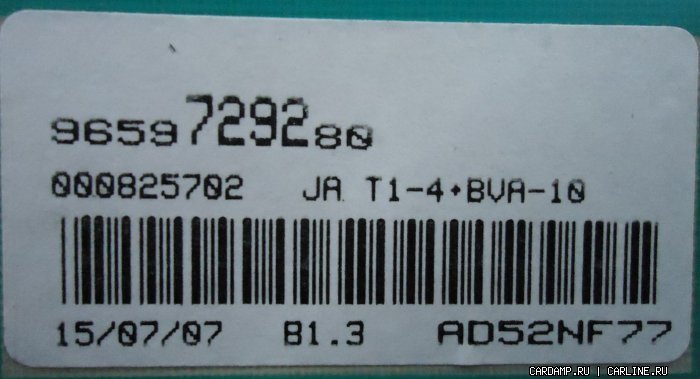 9659729280
000825702 JA T1-4+BVA-10
15/07/07 B1.3 AD52NF77
CARDAMP.RU | CARLINE.RU